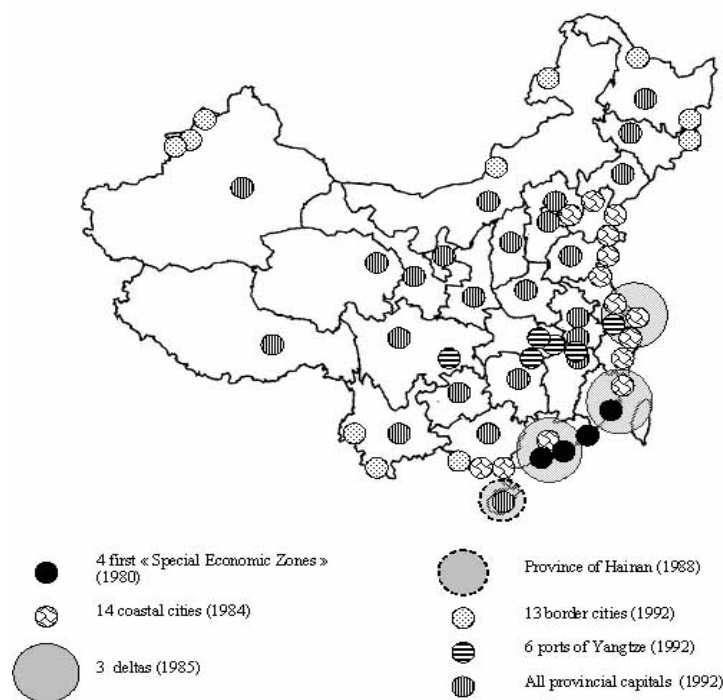 4 first « Special Economic Zones »
(1980)
14 coastal cities (1984)
3 deltas (1985)
Province of Hainan (1988)
13 border cities (1992)
6 ports of Yangtze (1992)
All provincial capitals (1992)